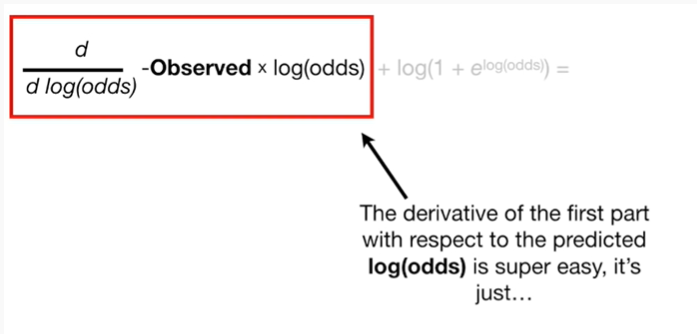 d
d log(odds)
-Observed x log(odds) + log(1 + e^log(odds)) =
The derivative of the first part
with respect to the predicted
log(odds) is super easy, it’s
just…